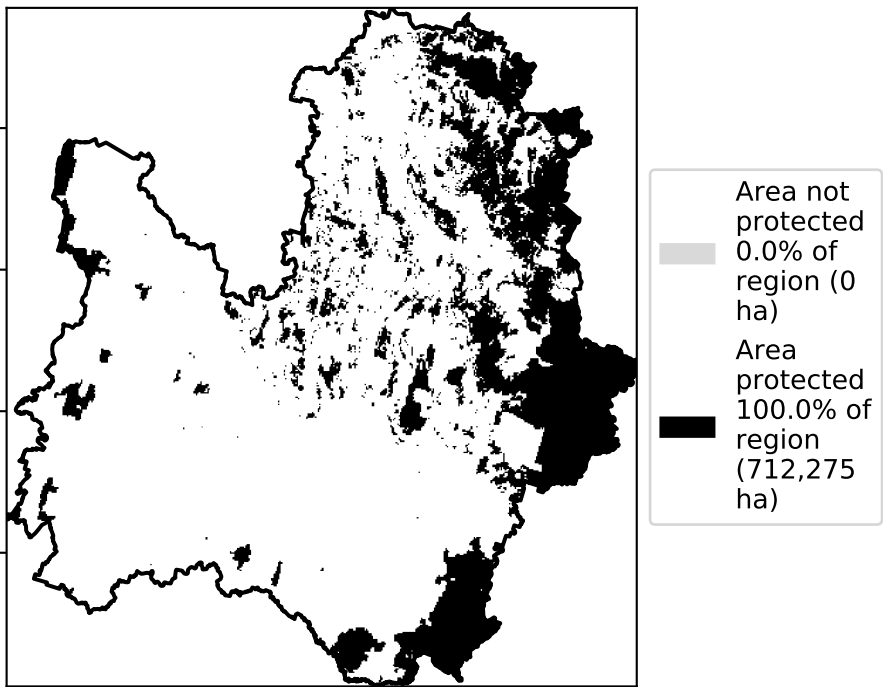 Area not
protected
0.0% of
region (0
ha)
Area
protected
100.0% of
region
(712,275
ha)